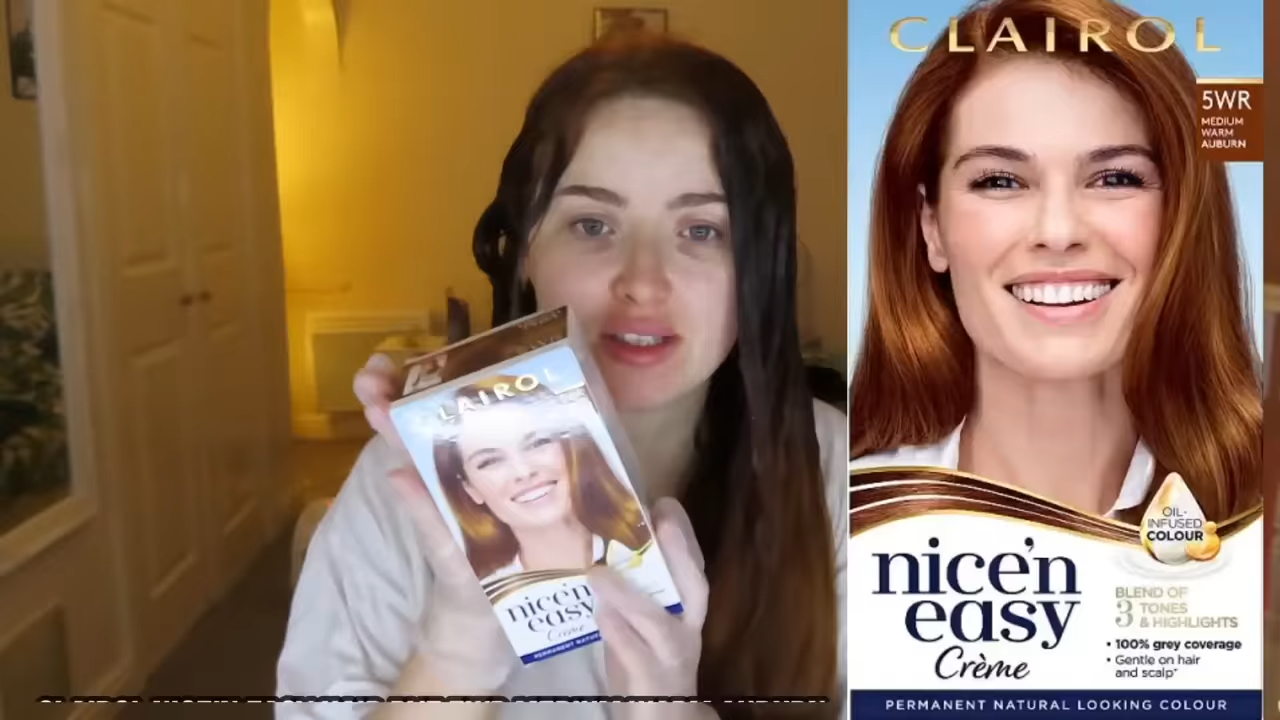 CLAIROL
nice'n
easy
Crème
CLAIROL
5WR
MEDIUM
WARM
AUBURN
OIL-
INFUSED
COLOUR
nice'n
easy
Crème
BLEND OF
3 TONES
& HIGHLIGHTS
• 100% grey coverage
• Gentle on hair
and scalp*
PERMANENT NATURAL LOOKING COLOUR